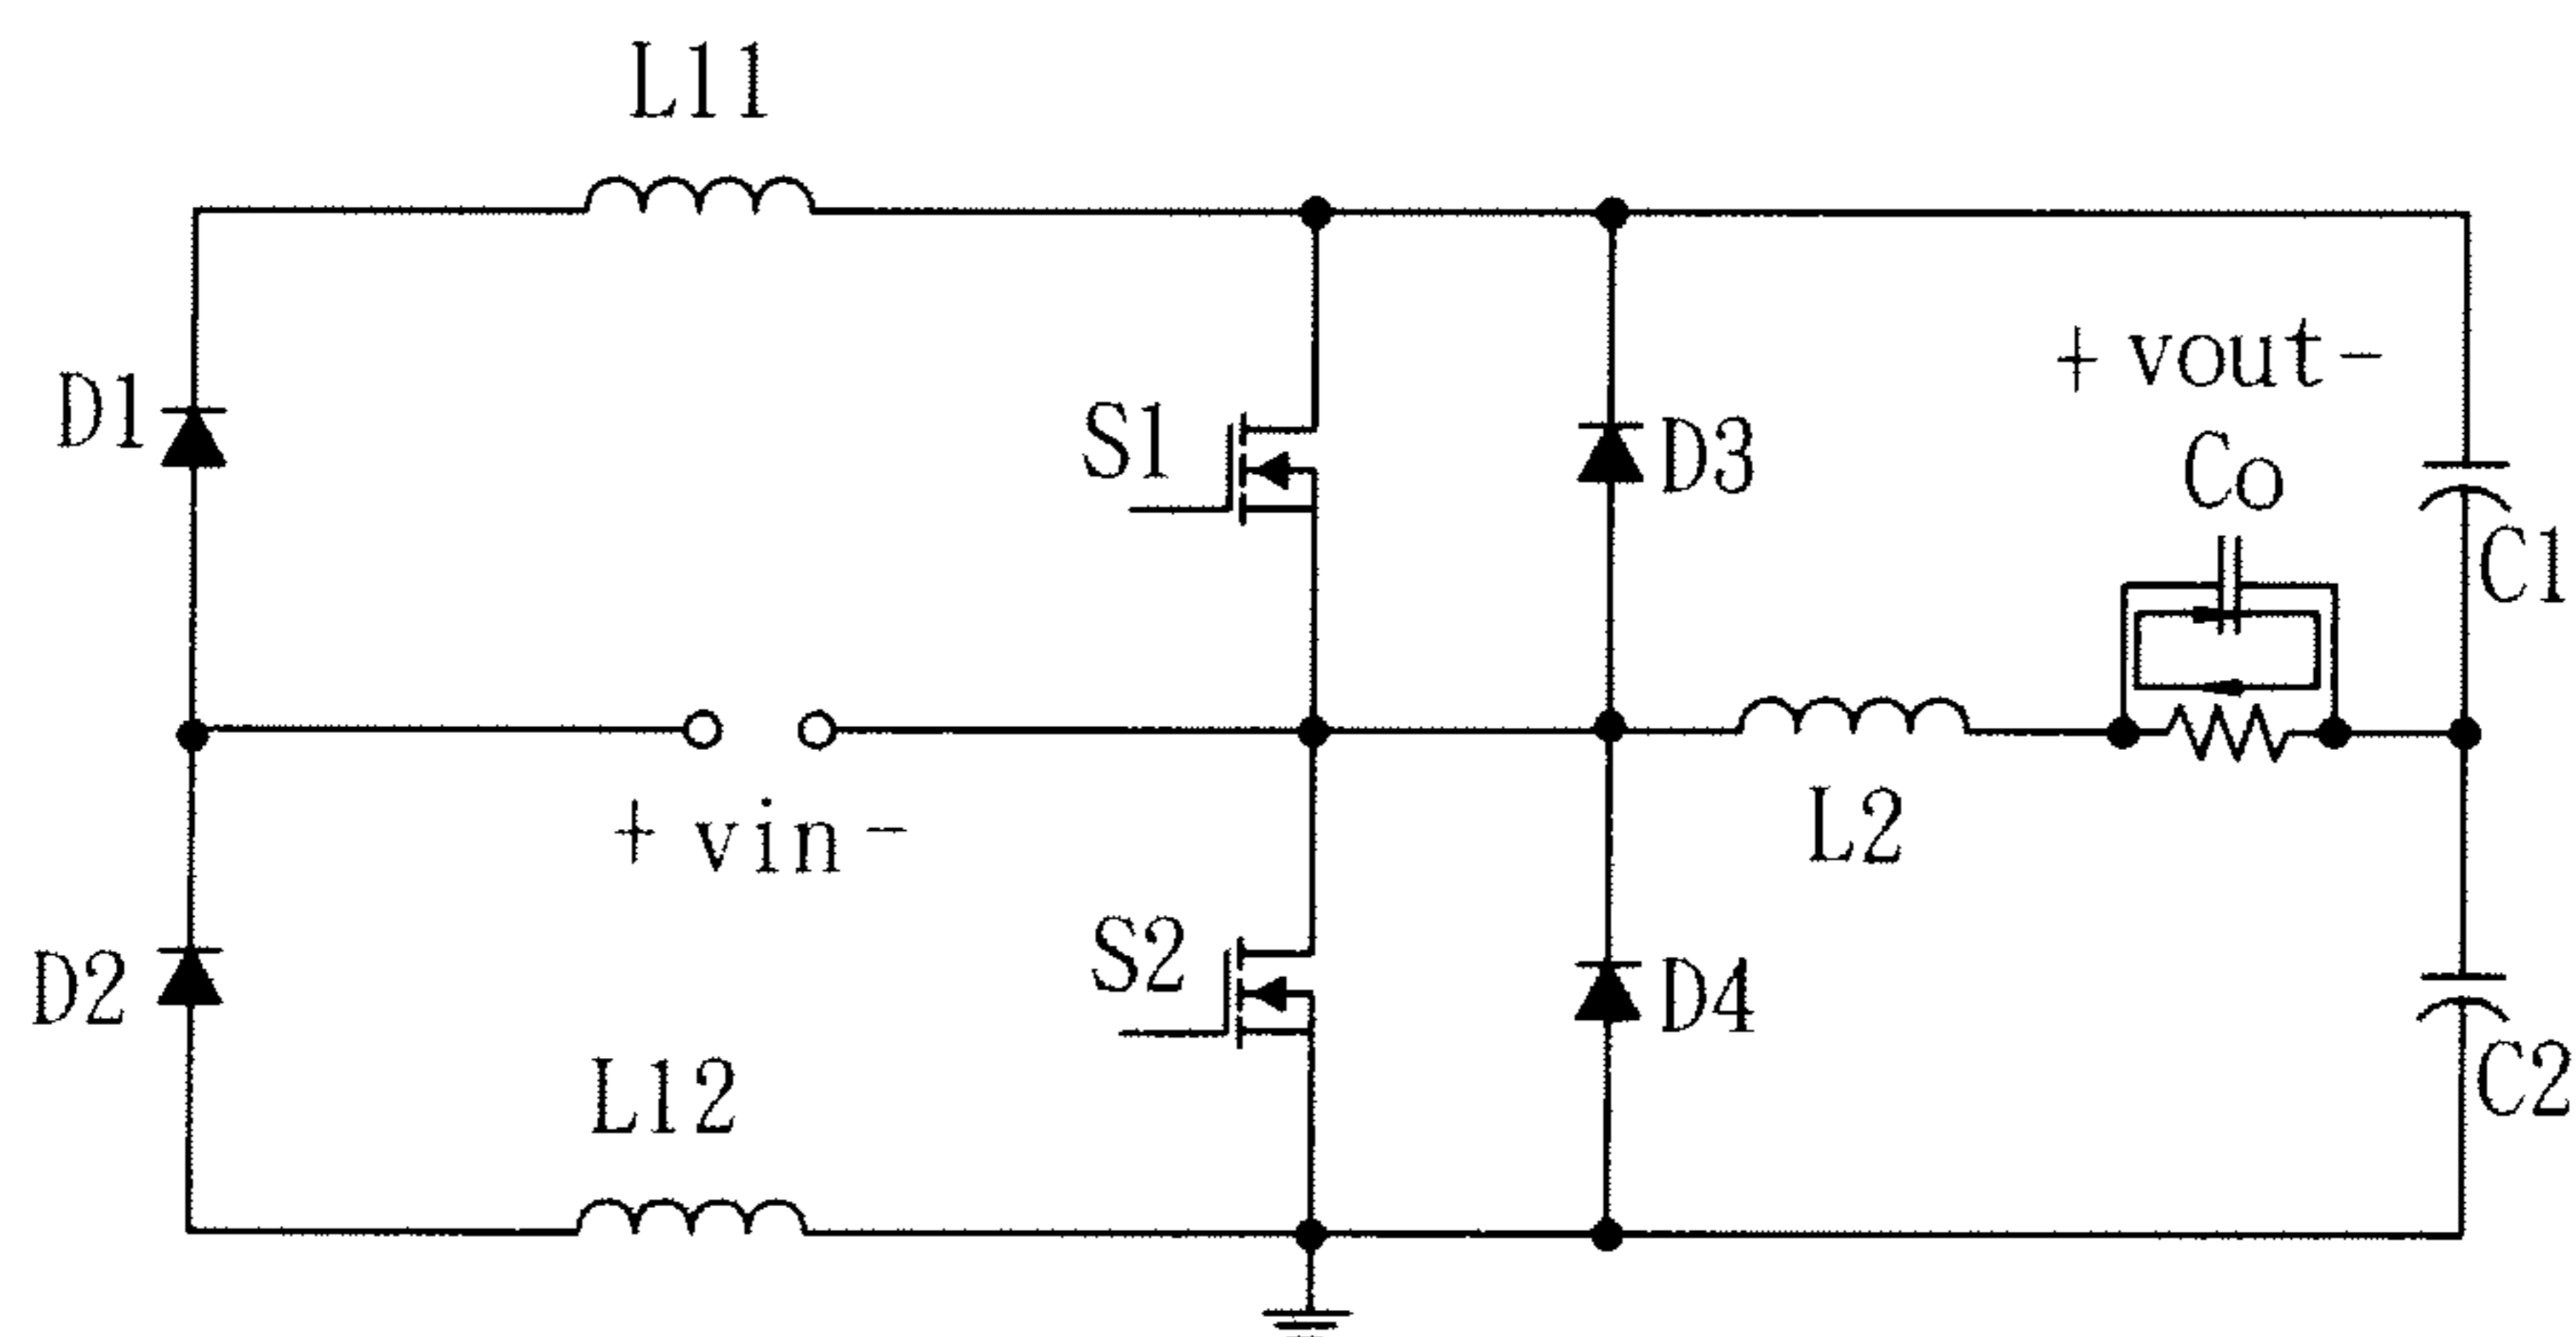 L11
+ vout -
D1
S1
D3
Co
C1
+ vin -
L2
S2
D2
D4
L12
C2